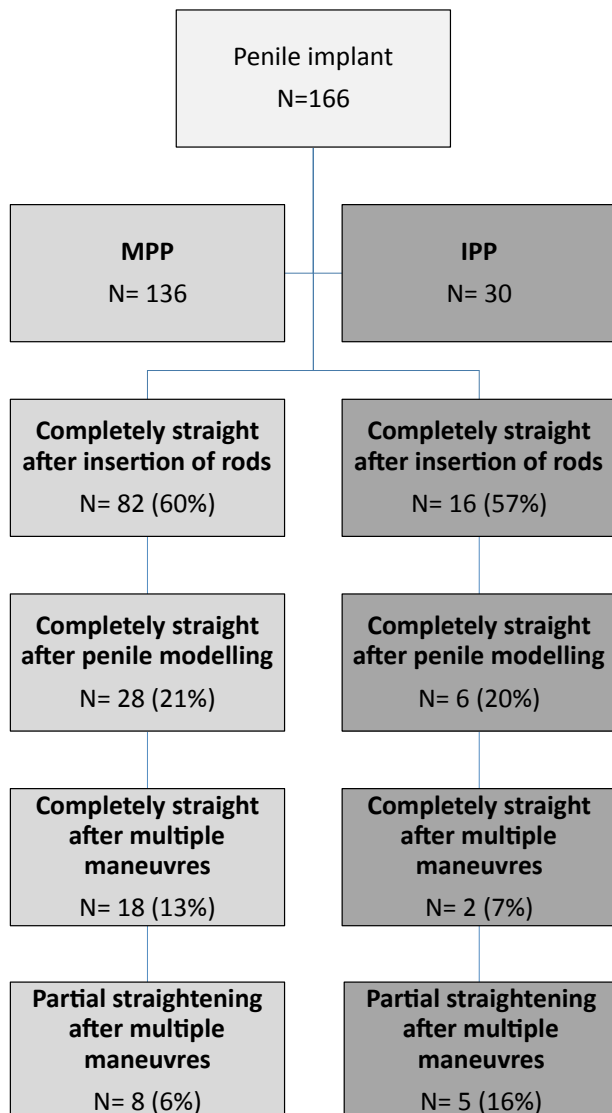 Penile implant
N=166
MPP
N= 136
IPP
N= 30
Completely straight
after insertion of rods
N= 82 (60%)
Completely straight
after insertion of rods
N= 16 (57%)
Completely straight
after penile modelling
N= 28 (21%)
Completely straight
after penile modelling
N= 6 (20%)
Completely straight
after multiple
maneuvres
N= 18 (13%)
Completely straight
after multiple
maneuvres
N= 2 (7%)
Partial straightening
after multiple
maneuvres
N= 8 (6%)
Partial straightening
after multiple
maneuvres
N= 5 (16%)